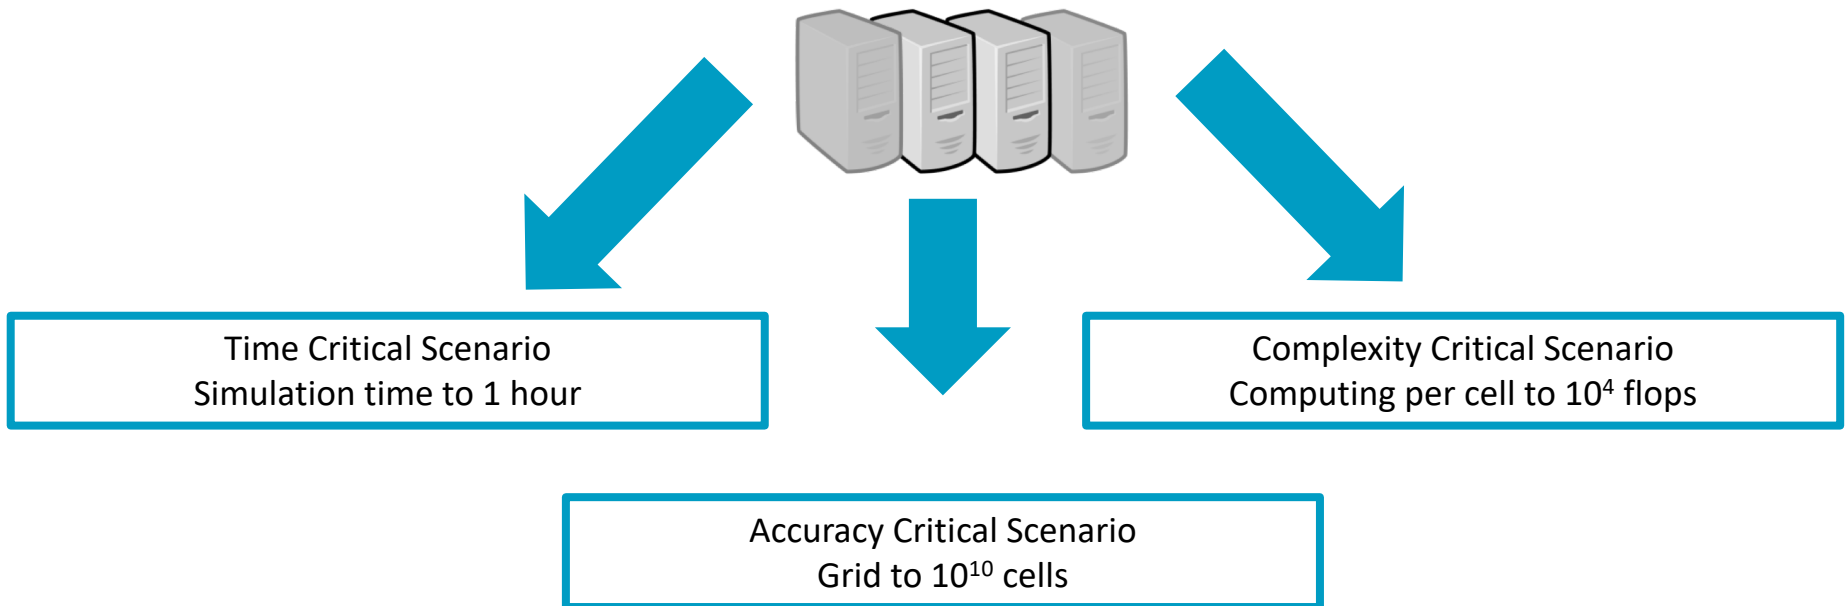 Time Critical Scenario
Simulation time to 1 hour
Complexity Critical Scenario
Computing per cell to 10⁴ flops
Accuracy Critical Scenario
Grid to 10¹⁰ cells